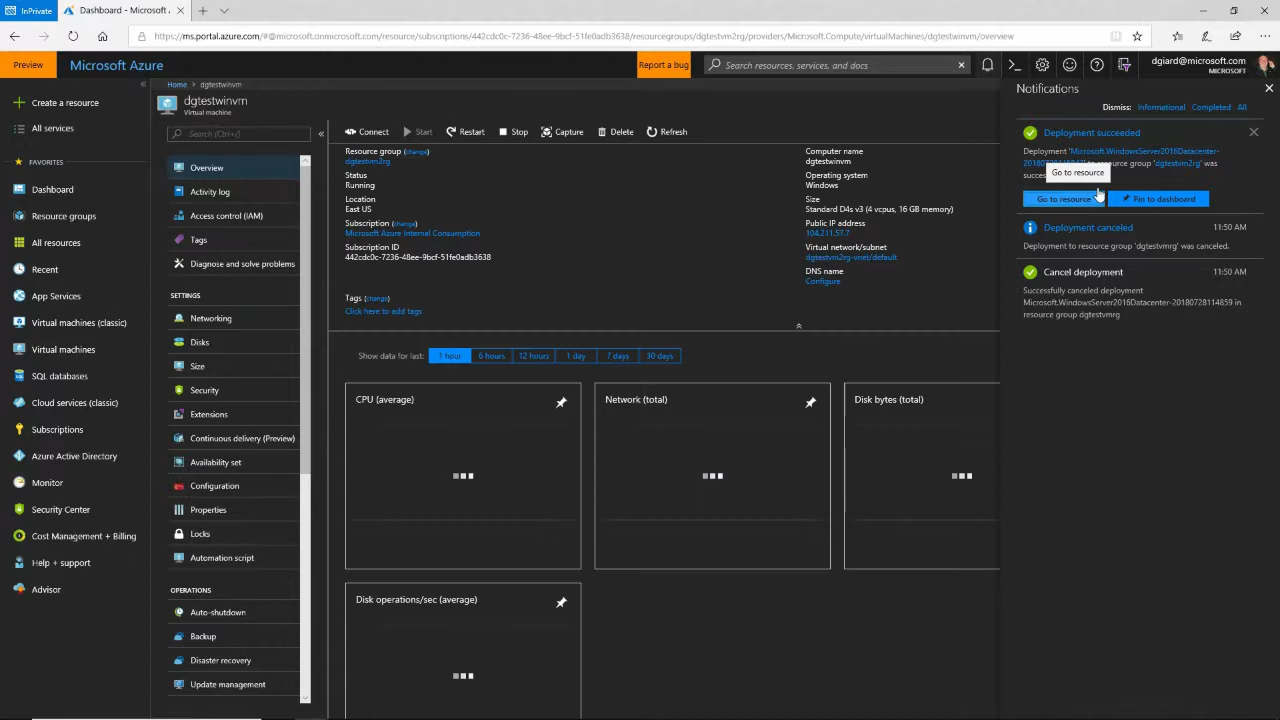 InPrivate
Dashboard - Microsoft A
https://ms.portal.azure.com/#@microsoft.onmicrosoft.com/resource/subscriptions/442cdc0c-7236-48ee-9bcf-51fe0adb3638/resourcegroups/dgtestvm2rg/providers/Microsoft.Compute/virtualMachines/dgtestwinvm/overview
Preview
Microsoft Azure
Report a bug
Search resources, services, and docs
dgiard@microsoft.com
MICROSOFT
Create a resource
All services
FAVORITES
Dashboard
Resource groups
All resources
Recent
App Services
Virtual machines (classic)
Virtual machines
SQL databases
Cloud services (classic)
Subscriptions
Azure Active Directory
Monitor
Security Center
Cost Management + Billing
Help + support
Advisor
Home
dgtestwinvm
dgtestwinvm
Virtual machine
Search (Ctrl+/)
Overview
Activity log
Access control (IAM)
Tags
Diagnose and solve problems
SETTINGS
Networking
Disks
Size
Security
Extensions
Continuous delivery (Preview)
Availability set
Configuration
Properties
Locks
Automation script
OPERATIONS
Auto-shutdown
Backup
Disaster recovery
Update management
Connect
Start
Restart
Stop
Capture
Delete
Refresh
Resource group (change)
dgtestvm2rg
Status
Running
Location
East US
Subscription (change)
Microsoft Azure Internal Consumption
Subscription ID
442cdc0c-7236-48ee-9bcf-51fe0adb3638
Computer name
dgtestwinvm
Operating system
Windows
Size
Standard D4s v3 (4 vcpus, 16 GB memory)
Public IP address
104.211.57.7
Virtual network/subnet
dgtestvm2rg-vnet/default
DNS name
Configure
Tags (change)
Click here to add tags
Show data for last:
1 hour
6 hours
12 hours
1 day
7 days
30 days
CPU (average)
Network (total)
Disk bytes (total)
Disk operations/sec (average)
Notifications
Dismiss: Informational Completed All
Deployment succeeded
Deployment 'Microsoft.WindowsServer2016Datacenter-
to resource group 'dgtestvm2rg' was
Go to resource
Go to resource
Pin to dashboard
Deployment canceled
11:50 AM
Deployment to resource group 'dgtestvmrg' was canceled.
Cancel deployment
11:50 AM
Successfully canceled deployment
Microsoft.WindowsServer2016Datacenter-20180728114859 in
resource group dgtestvmrg